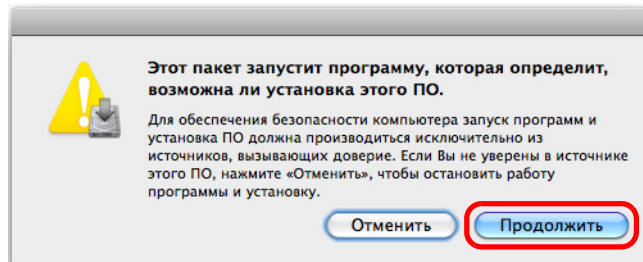 Этот пакет запустит программу, которая определит,
возможна ли установка этого ПО.
Для обеспечения безопасности компьютера запуск программ и
установка ПО должна производиться исключительно из
источников, вызывающих доверие. Если Вы не уверены в источнике
этого ПО, нажмите «Отменить», чтобы остановить работу
программы и установку.
Отменить Продолжить